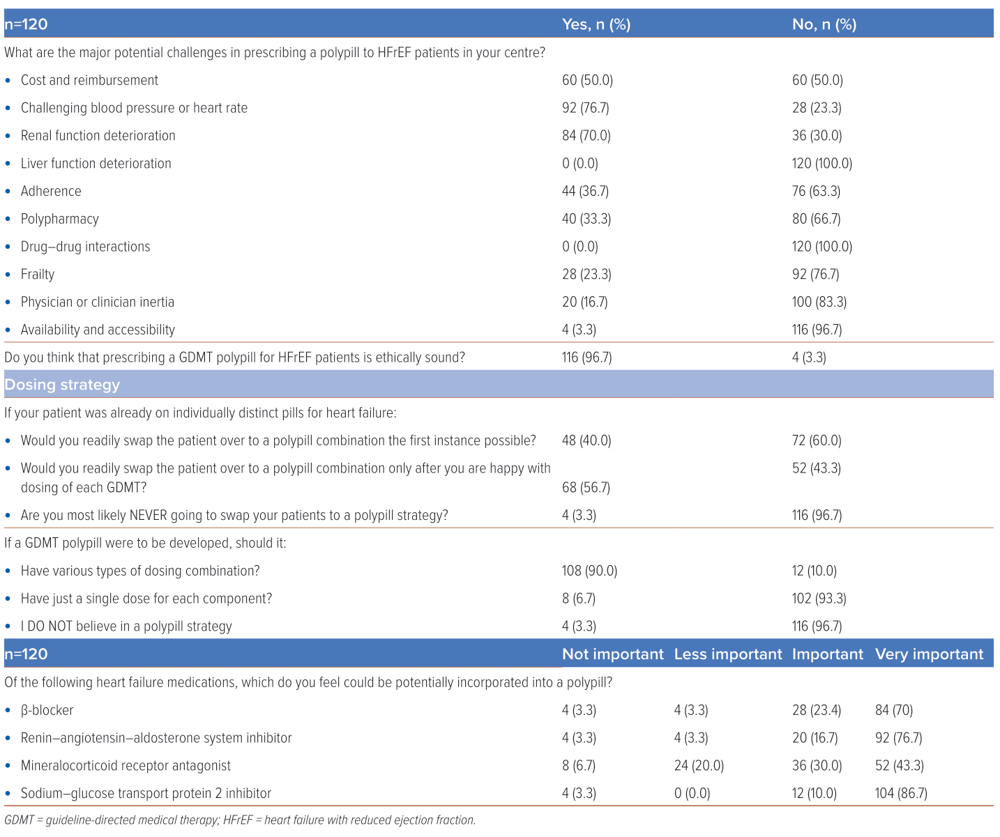 n=120 Yes, n (%) No, n (%)
What are the major potential challenges in prescribing a polypill to HFrEF patients in your centre?
• Cost and reimbursement 60 (50.0) 60 (50.0)
• Challenging blood pressure or heart rate 92 (76.7) 28 (23.3)
• Renal function deterioration 84 (70.0) 36 (30.0)
• Liver function deterioration 0 (0.0) 120 (100.0)
• Adherence 44 (36.7) 76 (63.3)
• Polypharmacy 40 (33.3) 80 (66.7)
• Drug–drug interactions 0 (0.0) 120 (100.0)
• Frailty 28 (23.3) 92 (76.7)
• Physician or clinician inertia 20 (16.7) 100 (83.3)
• Availability and accessibility 4 (3.3) 116 (96.7)
Do you think that prescribing a GDMT polypill for HFrEF patients is ethically sound? 116 (96.7) 4 (3.3)
Dosing strategy
If your patient was already on individually distinct pills for heart failure:
• Would you readily swap the patient over to a polypill combination the first instance possible? 48 (40.0) 72 (60.0)
• Would you readily swap the patient over to a polypill combination only after you are happy with 52 (43.3)
dosing of each GDMT? 68 (56.7)
• Are you most likely NEVER going to swap your patients to a polypill strategy? 4 (3.3) 116 (96.7)
If a GDMT polypill were to be developed, should it:
• Have various types of dosing combination? 108 (90.0) 12 (10.0)
• Have just a single dose for each component? 8 (6.7) 102 (93.3)
• I DO NOT believe in a polypill strategy 4 (3.3) 116 (96.7)
n=120 Not important Less important Important Very important
Of the following heart failure medications, which do you feel could be potentially incorporated into a polypill?
• β-blocker 4 (3.3) 4 (3.3) 28 (23.4) 84 (70)
• Renin–angiotensin–aldosterone system inhibitor 4 (3.3) 4 (3.3) 20 (16.7) 92 (76.7)
• Mineralocorticoid receptor antagonist 8 (6.7) 24 (20.0) 36 (30.0) 52 (43.3)
• Sodium–glucose transport protein 2 inhibitor 4 (3.3) 0 (0.0) 12 (10.0) 104 (86.7)
GDMT = guideline-directed medical therapy; HFrEF = heart failure with reduced ejection fraction.